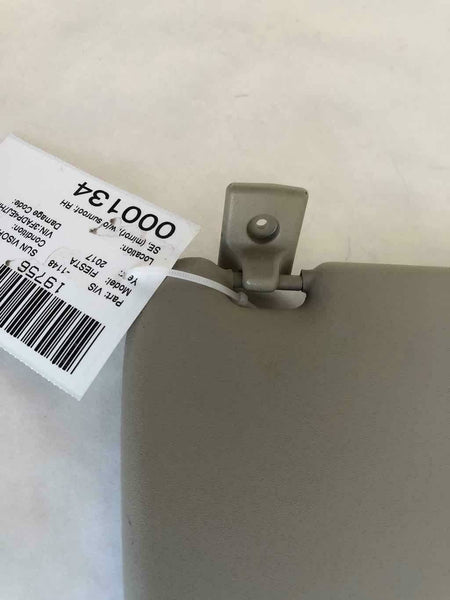 19756
Part: VIS -1148
Model: FIESTA
Year: 2017
SUN VISOR
Condition:
VIN: 3FADP4EJ7H
Damage Code:
Location:
SE, (mirror), w/o sunroof, RH
000134